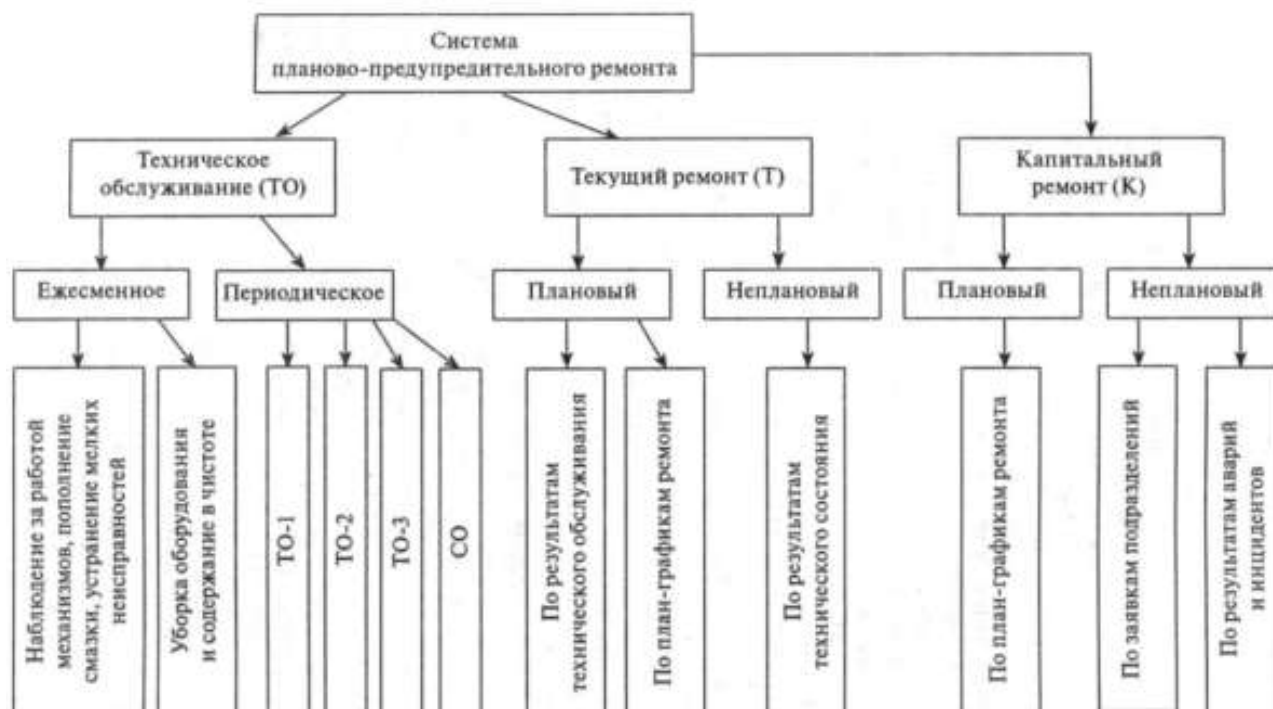 Система
планово-предупредительного ремонта
Техническое
обслуживание (ТО)
Текущий ремонт (Т)
Капитальный
ремонт (К)
Ежесменное
Периодическое
Плановый
Неплановый
Плановый
Неплановый
Наблюдение за работой
механизмов, пополнение
смазки, устранение мелких
неисправностей
Уборка оборудования
и содержание в чистоте
ТО-1
ТО-2
ТО-3
СО
По результатам
технического обслуживания
По план-графикам ремонта
По результатам
технического состояния
По план-графикам ремонта
По заявкам подразделений
По результатам аварий
и инцидентов